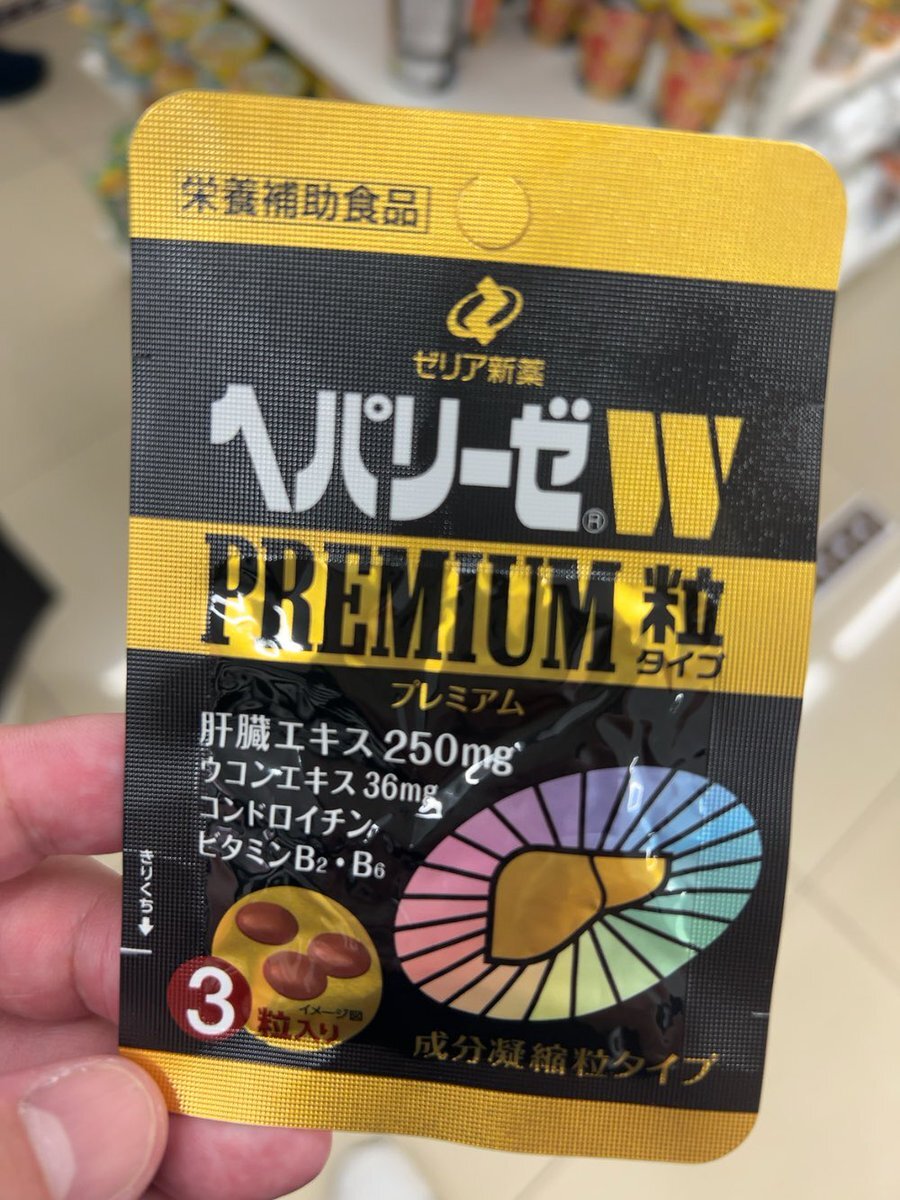 栄養補助食品
ゼリア新薬
ヘパリーゼ®W
PREMIUM 粒タイプ
プレミアム
肝臓エキス 250mg
ウコンエキス 36mg
コンドロイチン
ビタミンB2・B6
きりくち
イメージ図
3粒入り
成分凝縮粒タイプ